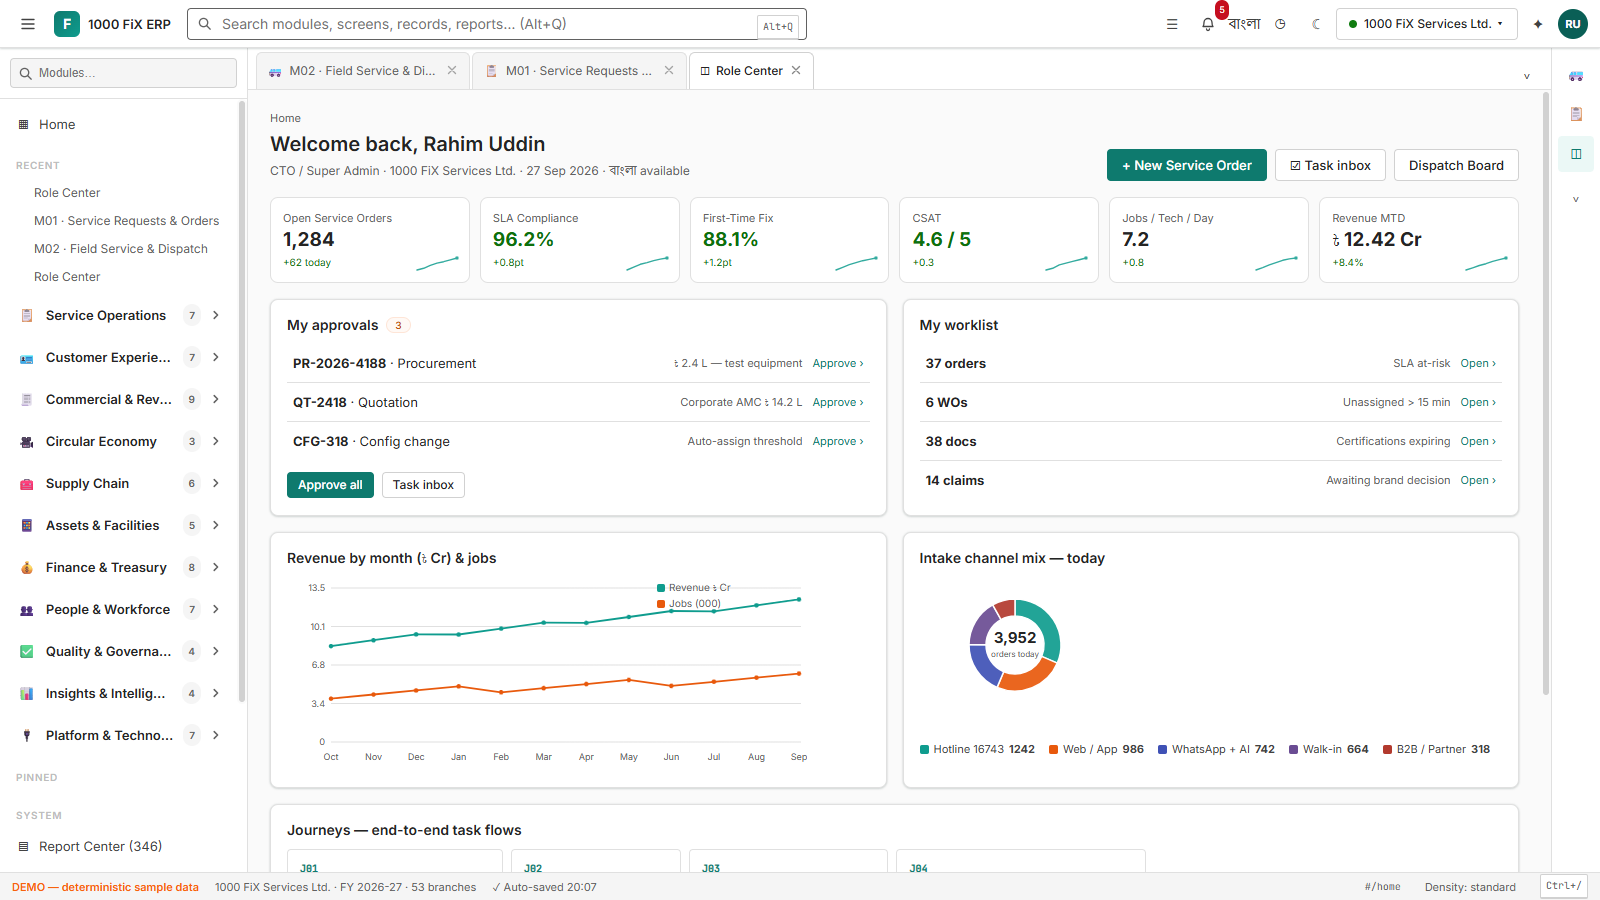 F 1000 FiX ERP
Search modules, screens, records, reports... (Alt+Q) Alt+Q
5
বাংলা
1000 FiX Services Ltd.
RU
Modules...
M02 · Field Service & Di...
M01 · Service Requests ...
Role Center
Home
RECENT
Role Center
M01 · Service Requests & Orders
M02 · Field Service & Dispatch
Role Center
Service Operations 7
Customer Experie... 7
Commercial & Rev... 9
Circular Economy 3
Supply Chain 6
Assets & Facilities 5
Finance & Treasury 8
People & Workforce 7
Quality & Governa... 4
Insights & Intellig... 4
Platform & Techno... 7
PINNED
SYSTEM
Report Center (346)
Home
Welcome back, Rahim Uddin
CTO / Super Admin · 1000 FiX Services Ltd. · 27 Sep 2026 · বাংলা available
+ New Service Order
Task inbox
Dispatch Board
Open Service Orders
1,284
+62 today
SLA Compliance
96.2%
+0.8pt
First-Time Fix
88.1%
+1.2pt
CSAT
4.6 / 5
+0.3
Jobs / Tech / Day
7.2
+0.8
Revenue MTD
৳ 12.42 Cr
+8.4%
My approvals 3
PR-2026-4188 · Procurement ৳ 2.4 L — test equipment Approve ›
QT-2418 · Quotation Corporate AMC ৳ 14.2 L Approve ›
CFG-318 · Config change Auto-assign threshold Approve ›
Approve all
Task inbox
My worklist
37 orders SLA at-risk Open ›
6 WOs Unassigned > 15 min Open ›
38 docs Certifications expiring Open ›
14 claims Awaiting brand decision Open ›
Revenue by month (৳ Cr) & jobs
Revenue ৳ Cr
Jobs (000)
13.5
10.1
6.8
3.4
0
Oct Nov Dec Jan Feb Mar Apr May Jun Jul Aug Sep
Intake channel mix — today
3,952
orders today
Hotline 16743 1242 Web / App 986 WhatsApp + AI 742 Walk-in 664 B2B / Partner 318
Journeys — end-to-end task flows
J01 J02 J03 J04
DEMO — deterministic sample data 1000 FiX Services Ltd. · FY 2026-27 · 53 branches ✓ Auto-saved 20:07 #/home Density: standard Ctrl+/